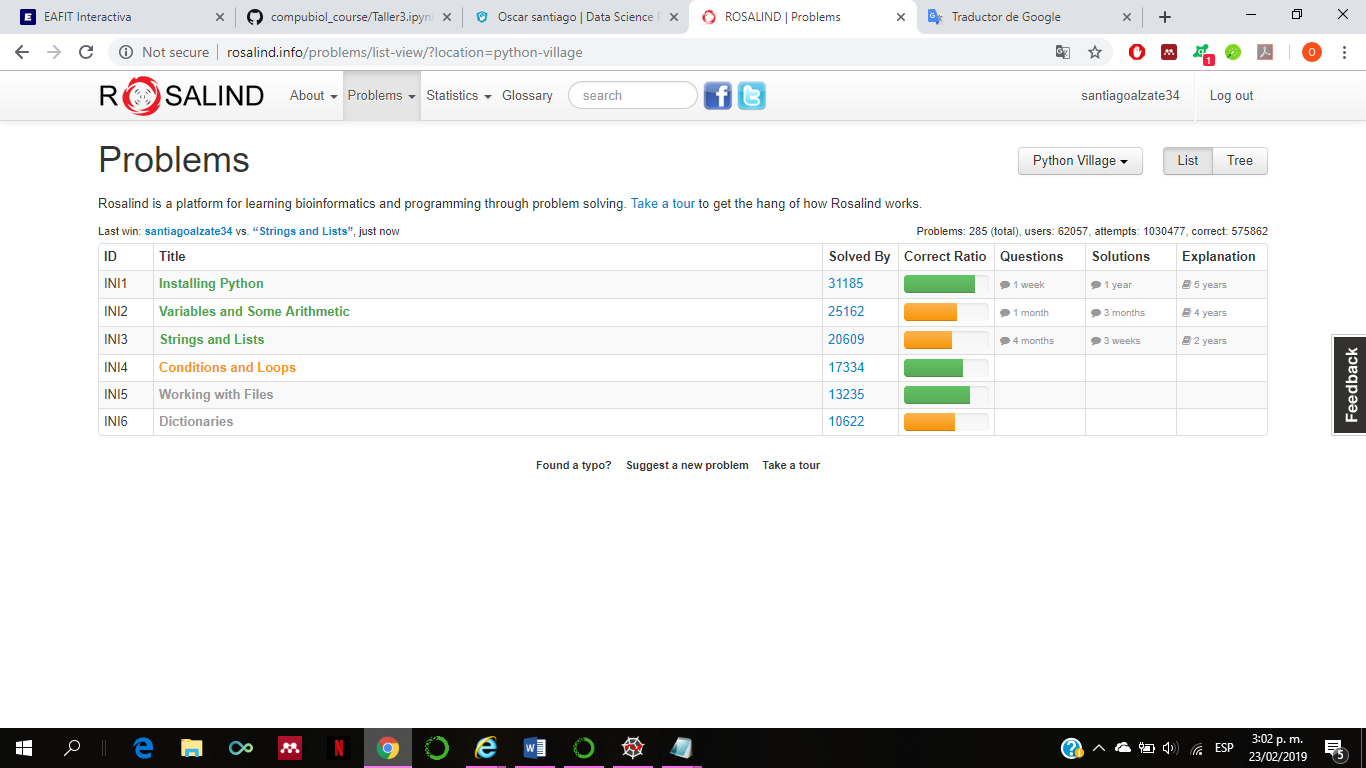 EAFIT Interactiva
compubiol_course/Taller3.ipynb
Oscar santiago | Data Science P
ROSALIND | Problems
Traductor de Google
Not secure | rosalind.info/problems/list-view/?location=python-village
1
O
ROSALIND
About
Problems
Statistics
Glossary
search
santiagoalzate34
Log out
Problems
Python Village
List
Tree
Rosalind is a platform for learning bioinformatics and programming through problem solving. Take a tour to get the hang of how Rosalind works.
Last win: santiagoalzate34 vs. “Strings and Lists”, just now
Problems: 285 (total), users: 62057, attempts: 1030477, correct: 575862
ID Title Solved By Correct Ratio Questions Solutions Explanation
INI1 Installing Python 31185 1 week 1 year 5 years
INI2 Variables and Some Arithmetic 25162 1 month 3 months 4 years
INI3 Strings and Lists 20609 4 months 3 weeks 2 years
INI4 Conditions and Loops 17334
INI5 Working with Files 13235
INI6 Dictionaries 10622
Feedback
Found a typo? Suggest a new problem Take a tour
ESP
3:02 p. m.
23/02/2019
5